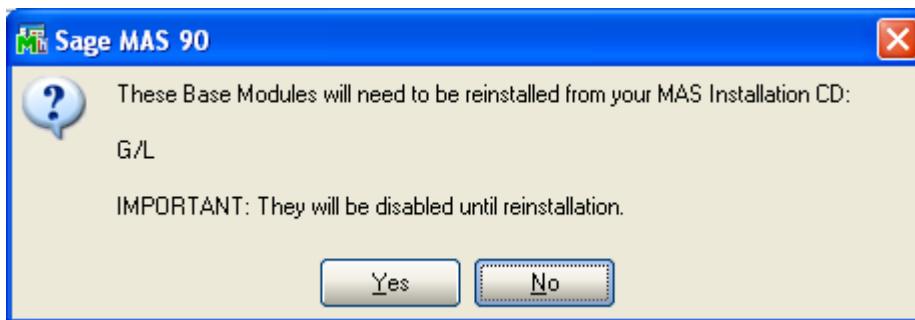 Sage MAS 90
These Base Modules will need to be reinstalled from your MAS Installation CD:
G/L
IMPORTANT: They will be disabled until reinstallation.
Yes No